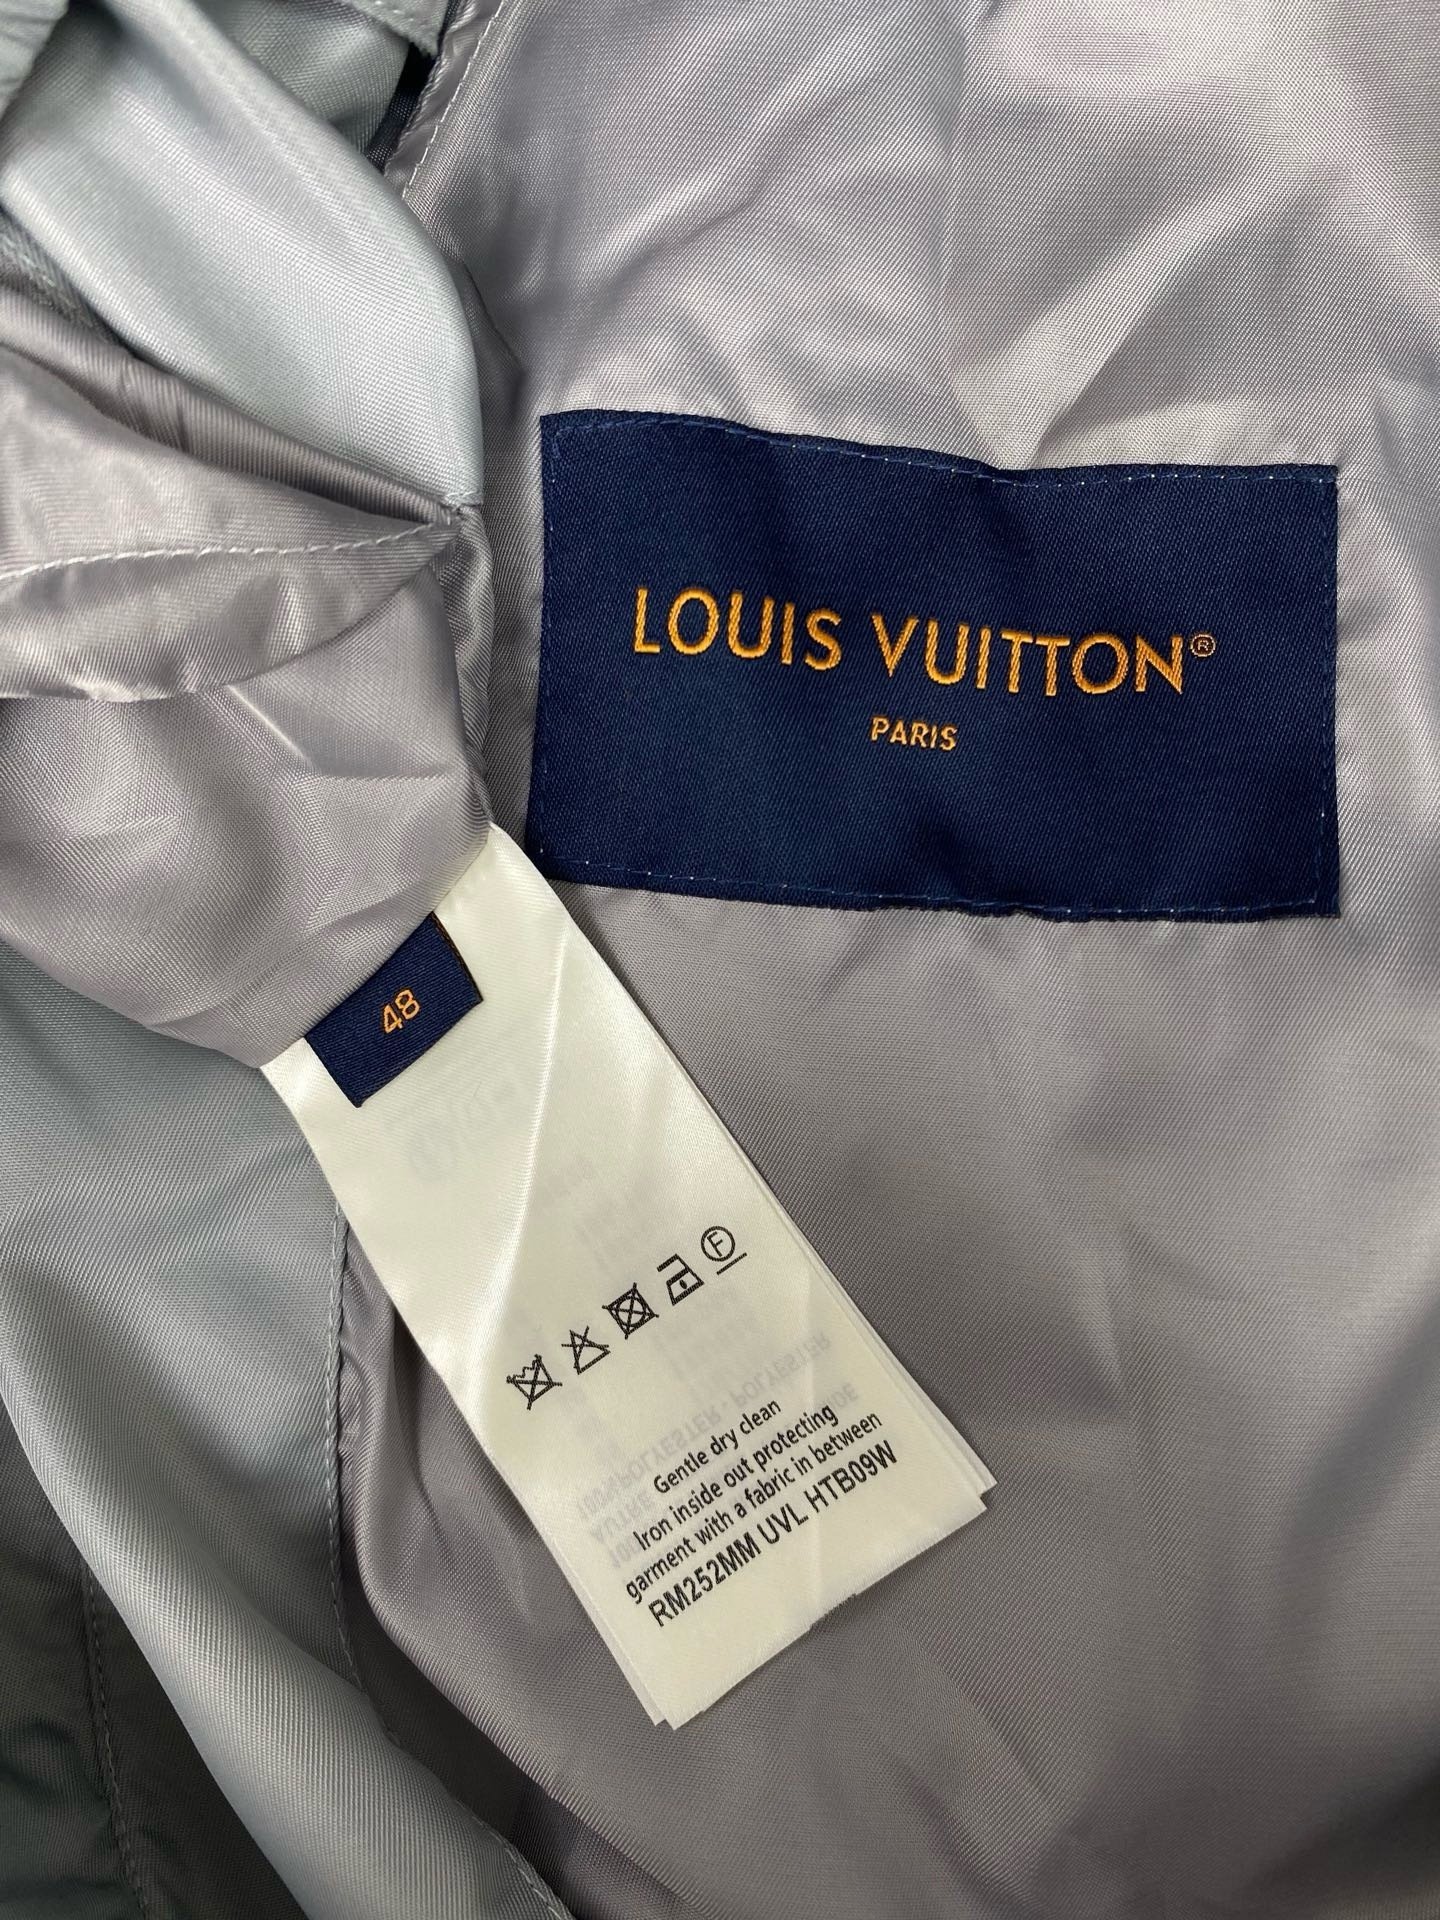 LOUIS VUITTON®
PARIS
48
F
Gentle dry clean
Iron inside out protecting
garment with a fabric in between
RM252MM UVL HTB09W